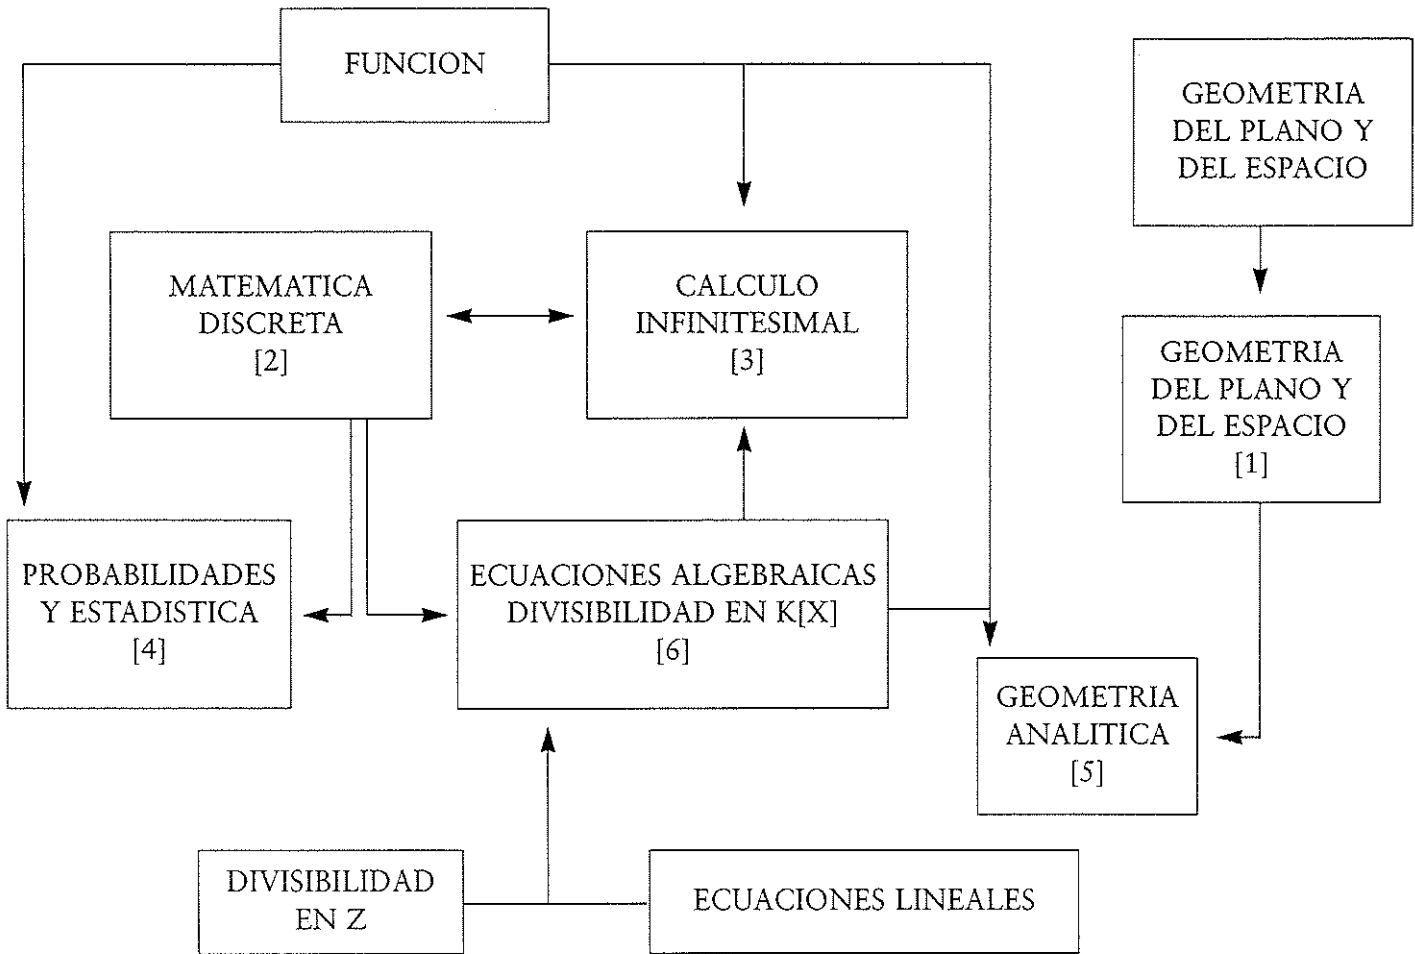 FUNCION
GEOMETRIA
DEL PLANO Y
DEL ESPACIO
MATEMATICA
DISCRETA
[2]
CALCULO
INFINITESIMAL
[3]
GEOMETRIA
DEL PLANO Y
DEL ESPACIO
[1]
PROBABILIDADES
Y ESTADISTICA
[4]
ECUACIONES ALGEBRAICAS
DIVISIBILIDAD EN K[X]
[6]
GEOMETRIA
ANALITICA
[5]
DIVISIBILIDAD
EN Z
ECUACIONES LINEALES